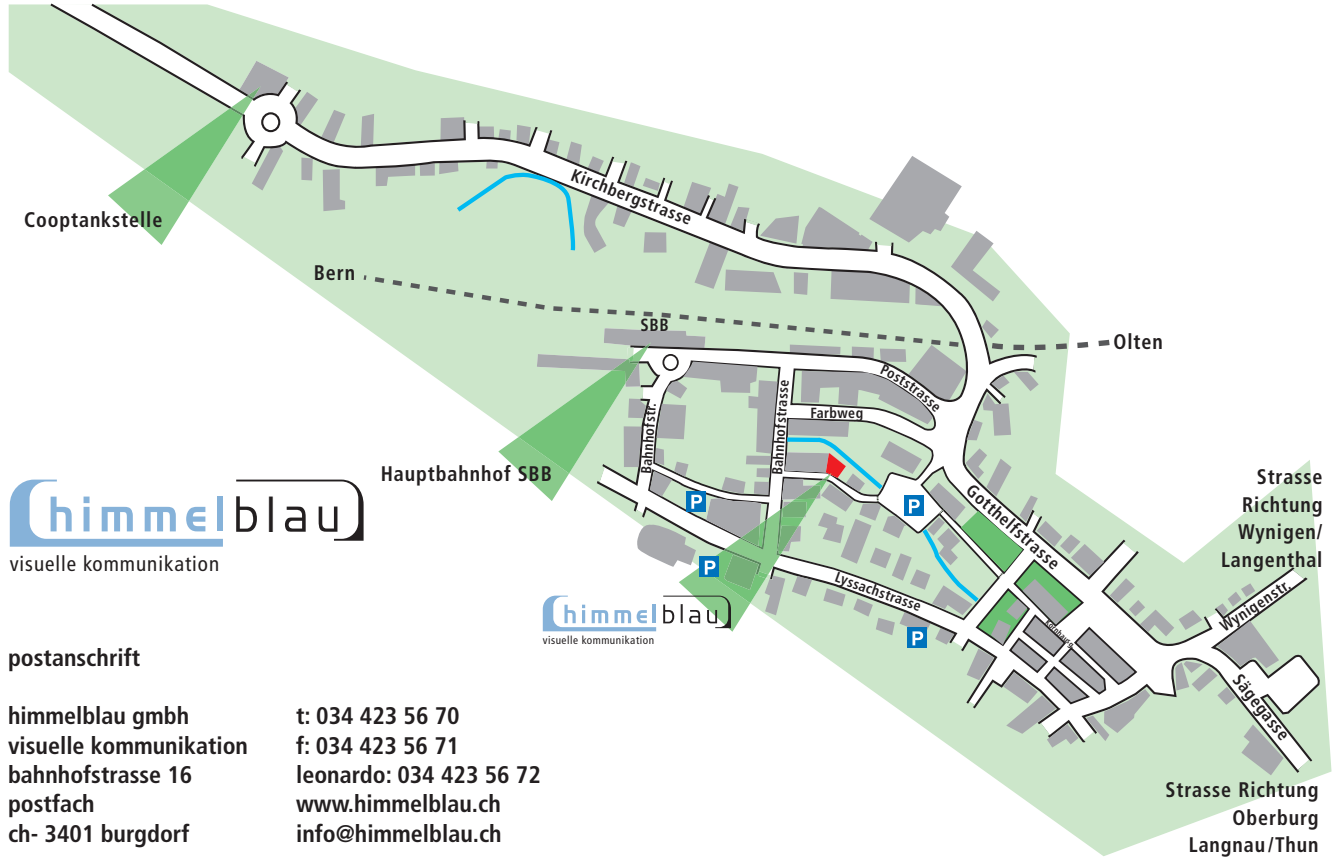 Cooptankstelle
Kirchbergstrasse
Bern
SBB
Olten
Poststrasse
Farbweg
Bahnhofstr.
Bahnhofstrasse
Hauptbahnhof SBB
P
P
P
P
Gotthelfstrasse
Lyssachstrasse
Strasse
Richtung
Wynigen/
Langenthal
Wynigenstr.
Sägegasse
Strasse Richtung
Oberburg
Langnau/Thun
himmelblau
visuelle kommunikation
himmelblau
visuelle kommunikation
postanschrift
himmelblau gmbh
visuelle kommunikation
bahnhofstrasse 16
postfach
ch- 3401 burgdorf
t: 034 423 56 70
f: 034 423 56 71
leonardo: 034 423 56 72
www.himmelblau.ch
info@himmelblau.ch